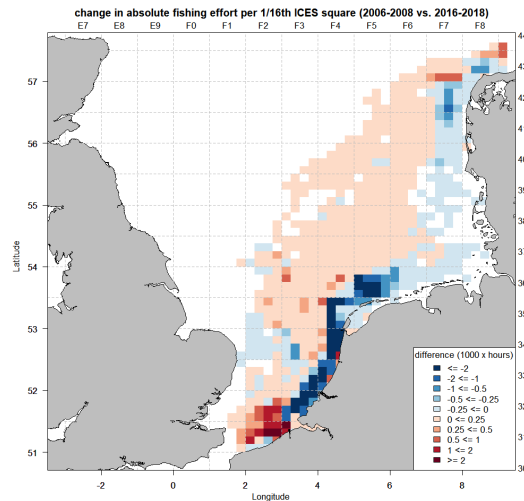 change in absolute fishing effort per 1/16th ICES square (2006-2008 vs. 2016-2018)
E7 E8 E9 F0 F1 F2 F3 F4 F5 F6 F7 F8
57
56
55
54
53
52
51
Latitude
-2 0 2 4 6 8
Longitude
difference (1000 x hours)
<= -2
-2 <= -1
-1 <= -0.5
-0.5 <= -0.25
-0.25 <= 0
0 <= 0.25
0.25 <= 0.5
0.5 <= 1
1 <= 2
>= 2